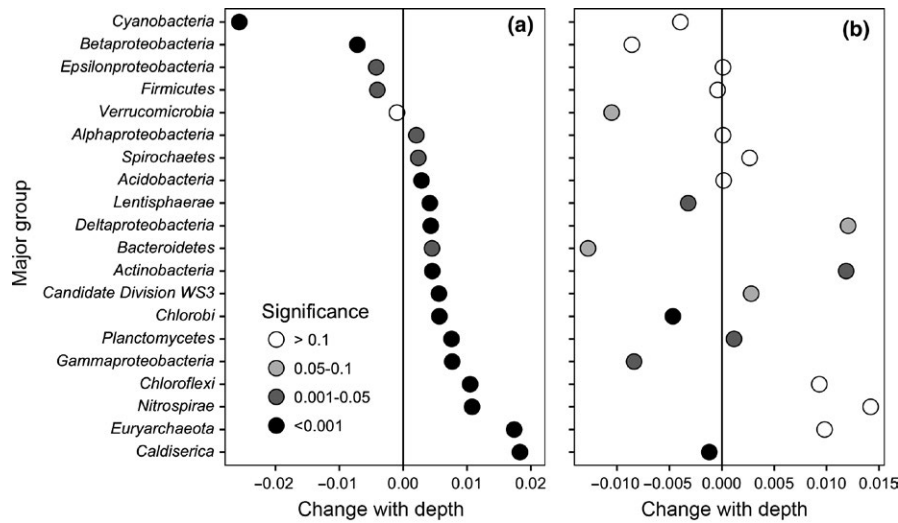 Major group
Cyanobacteria
Betaproteobacteria
Epsilonproteobacteria
Firmicutes
Verrucomicrobia
Alphaproteobacteria
Spirochaetes
Acidobacteria
Lentisphaerae
Deltaproteobacteria
Bacteroidetes
Actinobacteria
Candidate Division WS3
Chlorobi
Planctomycetes
Gammaproteobacteria
Chloroflexi
Nitrospirae
Euryarchaeota
Caldiserica
(a)
Significance
> 0.1
0.05-0.1
0.001-0.05
<0.001
−0.02 −0.01 0.00 0.01 0.02
Change with depth
(b)
−0.010 −0.005 0.000 0.005 0.010 0.015
Change with depth